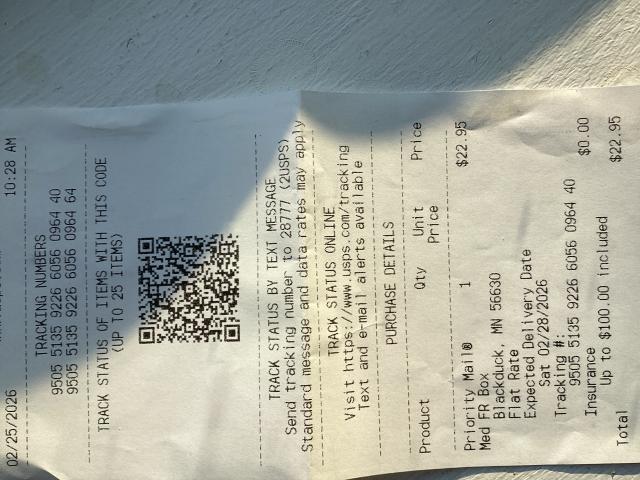 02/25/2026 10:28 AM
TRACKING NUMBERS
9505 5135 9226 6056 0964 40
9505 5135 9226 6056 0964 64
TRACK STATUS OF ITEMS WITH THIS CODE
(UP TO 25 ITEMS)
TRACK STATUS BY TEXT MESSAGE
Send tracking number to 28777 (2USPS)
Standard message and data rates may apply
TRACK STATUS ONLINE
Visit https://www.usps.com/tracking
Text and e-mail alerts available
PURCHASE DETAILS
Product Qty Unit Price
Price
Priority Mail® 1 $22.95
Med FR Box
Blackduck, MN 56630
Flat Rate
Expected Delivery Date
Sat 02/28/2026
Tracking #:
9505 5135 9226 6056 0964 40
Insurance $0.00
Up to $100.00 included
Total $22.95